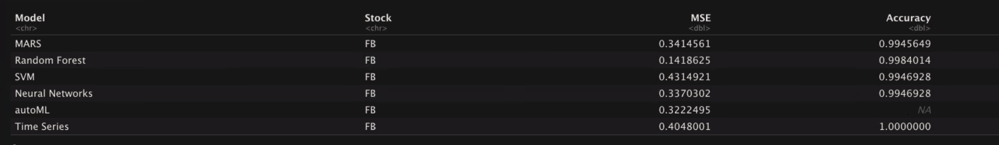 Model Stock MSE Accuracy
<chr> <chr> <dbl> <dbl>
MARS FB 0.3414561 0.9945649
Random Forest FB 0.1418625 0.9984014
SVM FB 0.4314921 0.9946928
Neural Networks FB 0.3370302 0.9946928
autoML FB 0.3222495 NA
Time Series FB 0.4048001 1.0000000